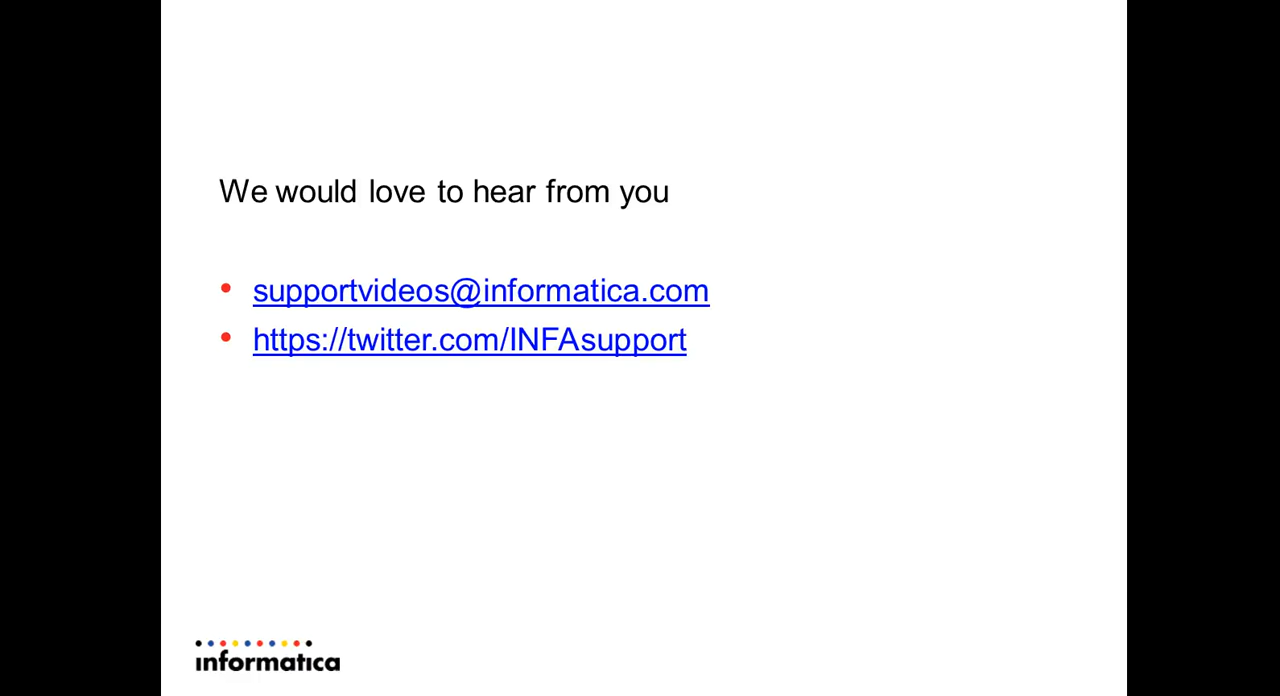 We would love to hear from you
• supportvideos@informatica.com
• https://twitter.com/INFAsupport
informatica